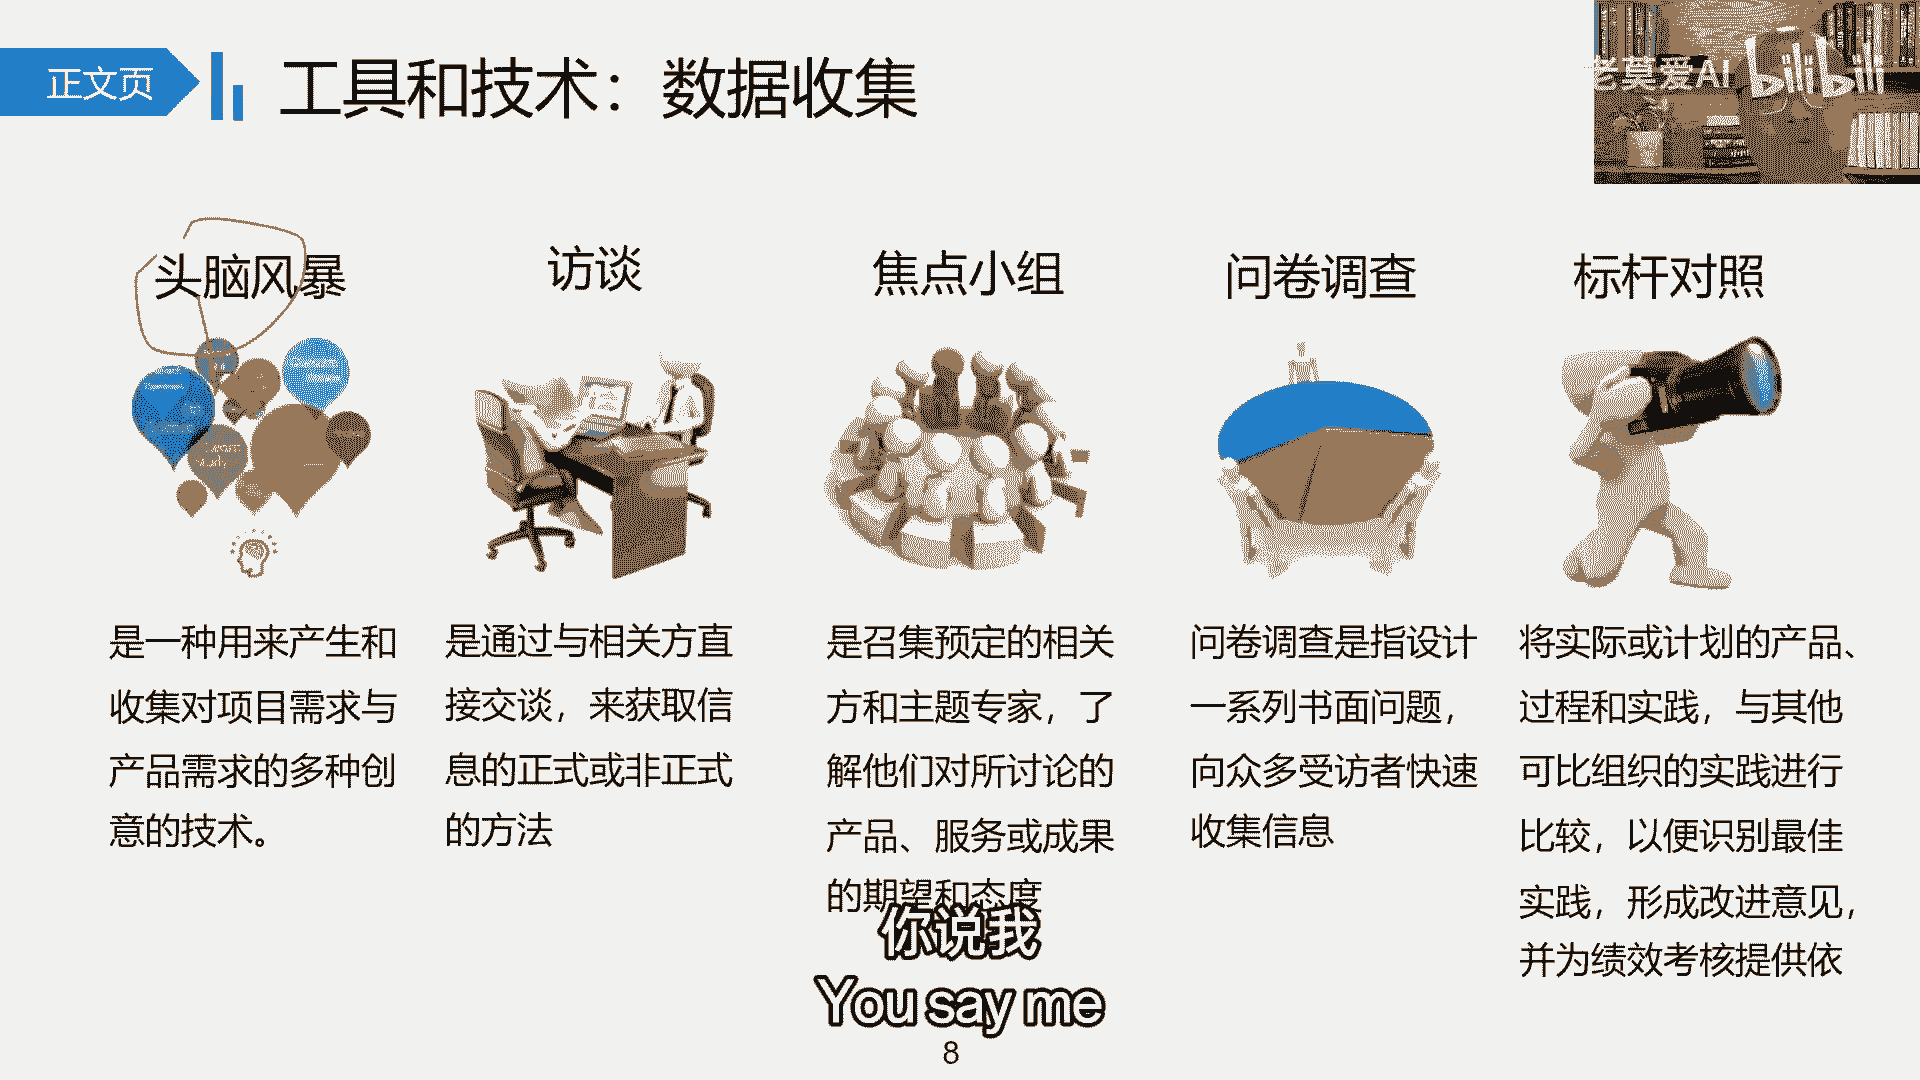 正文页
工具和技术：数据收集
老莫爱AI
bilibili
头脑风暴
访谈
焦点小组
问卷调查
标杆对照
是一种用来产生和
收集对项目需求与
产品需求的多种创
意的技术。
是通过与相关方直
接交谈，来获取信
息的正式或非正式
的方法
是召集预定的相关
方和主题专家，了
解他们对所讨论的
产品、服务或成果
的期望和态度
问卷调查是指设计
一系列书面问题，
向众多受访者快速
收集信息
将实际或计划的产品、
过程和实践，与其他
可比组织的实践进行
比较，以便识别最佳
实践，形成改进意见，
并为绩效考核提供依
你说我
You say me
8